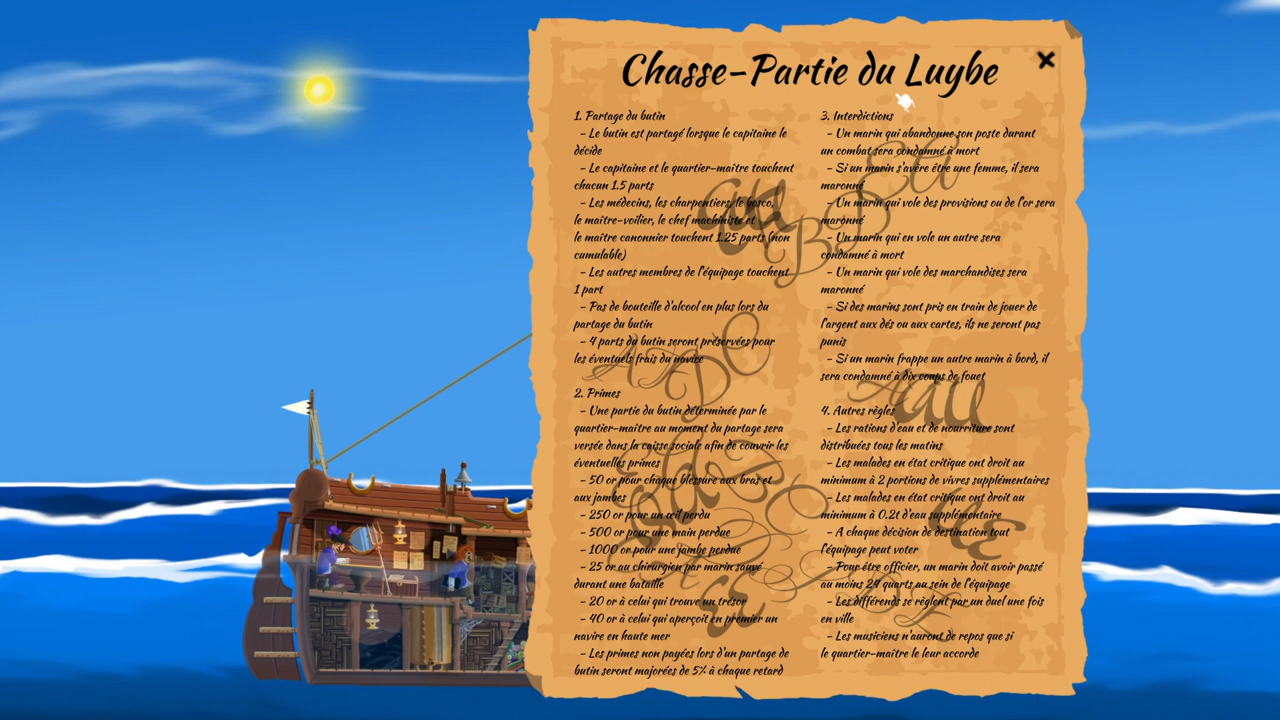 Chasse-Partie du Luybe
1. Partage du butin
- Le butin est partagé lorsque le capitaine le
décide
- Le capitaine et le quartier-maître touchent
chacun 1.5 parts
- Les médecins, les charpentiers, le bosco,
le maître-voilier, le chef machiniste et
le maître canonnier touchent 1.25 parts (non
cumulable)
- Les autres membres de l'équipage touchent
1 part
- Pas de bouteille d'alcool en plus lors du
partage du butin
- 4 parts du butin seront préservées pour
les éventuels frais du navire
2. Primes
- Une partie du butin déterminée par le
quartier-maître au moment du partage sera
versée dans la caisse sociale afin de couvrir les
éventuelles primes
- 50 or pour chaque blessure aux bras et
aux jambes
- 250 or pour un œil perdu
- 500 or pour une main perdue
- 1000 or pour une jambe perdue
- 25 or au chirurgien par marin sauvé
durant une bataille
- 20 or à celui qui trouve un trésor
- 40 or à celui qui aperçoit en premier un
navire en haute mer
- Les primes non payées lors d'un partage de
butin seront majorées de 5% à chaque retard
3. Interdictions
- Un marin qui abandonne son poste durant
un combat sera condamné à mort
- Si un marin s'avère être une femme, il sera
maronné
- Un marin qui vole des provisions ou de l'or sera
maronné
- Un marin qui en vole un autre sera
condamné à mort
- Un marin qui vole des marchandises sera
maronné
- Si des marins sont pris en train de jouer de
l'argent aux dés ou aux cartes, ils ne seront pas
punis
- Si un marin frappe un autre marin à bord, il
sera condamné à dix coups de fouet
4. Autres règles
- Les rations d'eau et de nourriture sont
distribuées tous les matins
- Les malades en état critique ont droit au
minimum à 2 portions de vivres supplémentaires
- Les malades en état critique ont droit au
minimum à 0.2t d'eau supplémentaire
- A chaque décision de destination tout
l'équipage peut voter
- Pour être officier, un marin doit avoir passé
au moins 24 quarts au sein de l'équipage
- Les différends se règlent par un duel une fois
en ville
- Les musiciens n'auront de repos que si
le quartier-maître le leur accorde